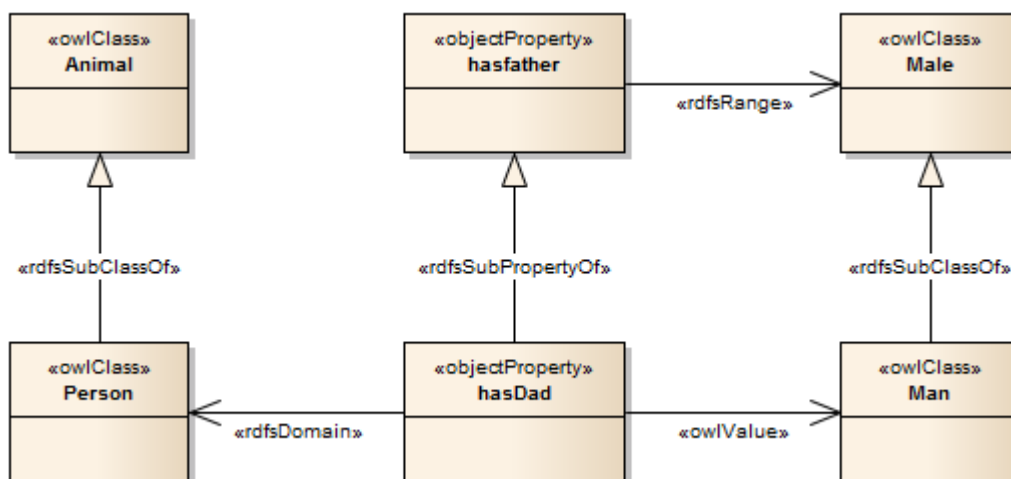 «owlClass»
Animal
«objectProperty»
hasfather
«owlClass»
Male
«rdfsRange»
«rdfsSubClassOf»
«rdfsSubPropertyOf»
«rdfsSubClassOf»
«owlClass»
Person
«objectProperty»
hasDad
«owlClass»
Man
«rdfsDomain»
«owlValue»